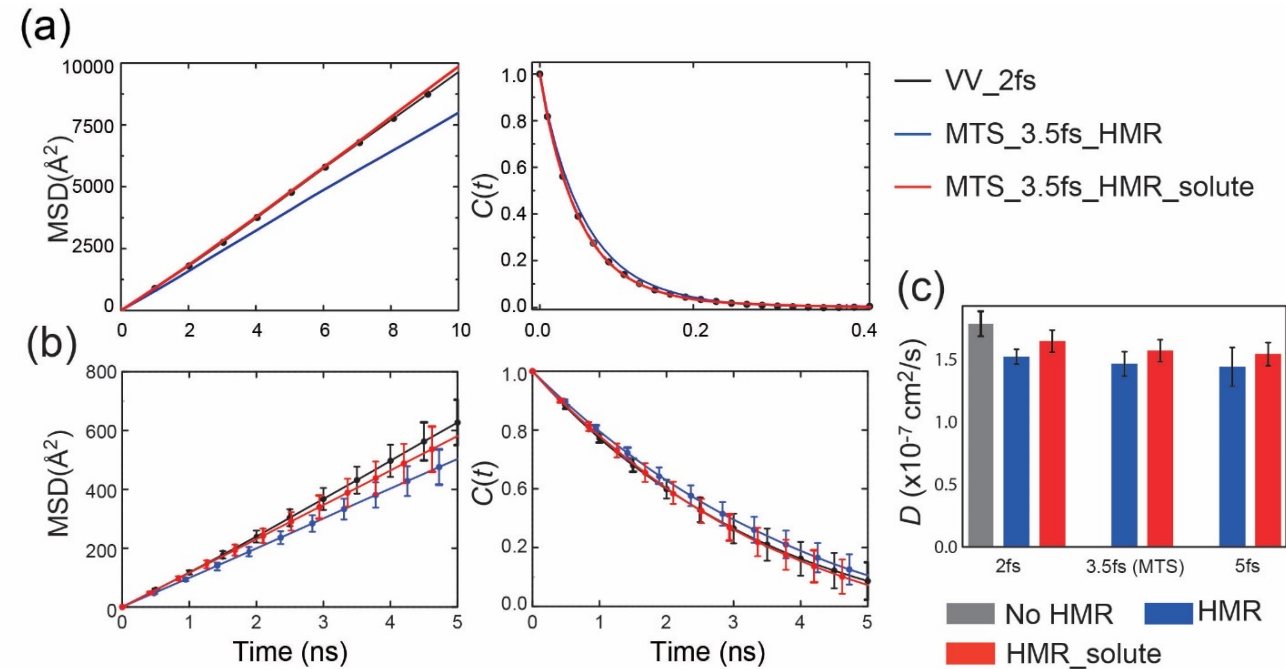 (a)
MSD(Å²)
10000
7500
5000
2500
0
0 2 4 6 8 10
C(t)
1.0
0.8
0.6
0.4
0.2
0.0
0.0 0.2 0.4
VV_2fs
MTS_3.5fs_HMR
MTS_3.5fs_HMR_solute
(b)
MSD(Å²)
800
600
400
200
0
0 1 2 3 4 5
Time (ns)
C(t)
1.0
0.8
0.6
0.2
0.0
0 1 2 3 4 5
Time (ns)
(c)
D (x10⁻⁷ cm²/s)
1.5
1.0
0.5
0.0
2fs 3.5fs (MTS) 5fs
No HMR HMR
HMR_solute